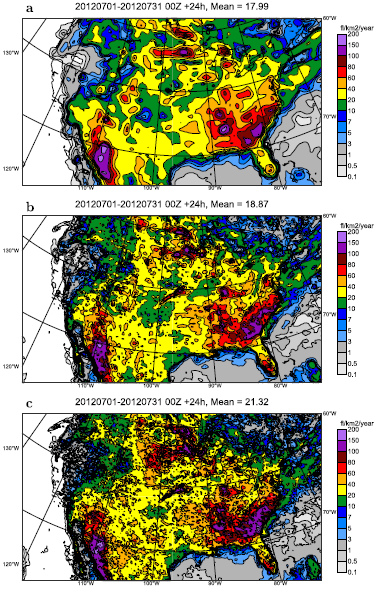 a
20120701-20120731 00Z +24h, Mean = 17.99
60°W
130°W
70°W
120°W
110°W
100°W
90°W
80°W
fl/km2/year
200
150
100
80
60
40
20
10
7
5
3
1
0.5
0.1
b
20120701-20120731 00Z +24h, Mean = 18.87
60°W
130°W
70°W
120°W
110°W
100°W
90°W
80°W
fl/km2/year
200
150
100
80
60
40
20
10
7
5
3
1
0.5
0.1
c
20120701-20120731 00Z +24h, Mean = 21.32
60°W
130°W
70°W
120°W
110°W
100°W
90°W
80°W
fl/km2/year
200
150
100
80
60
40
20
10
7
5
3
1
0.5
0.1